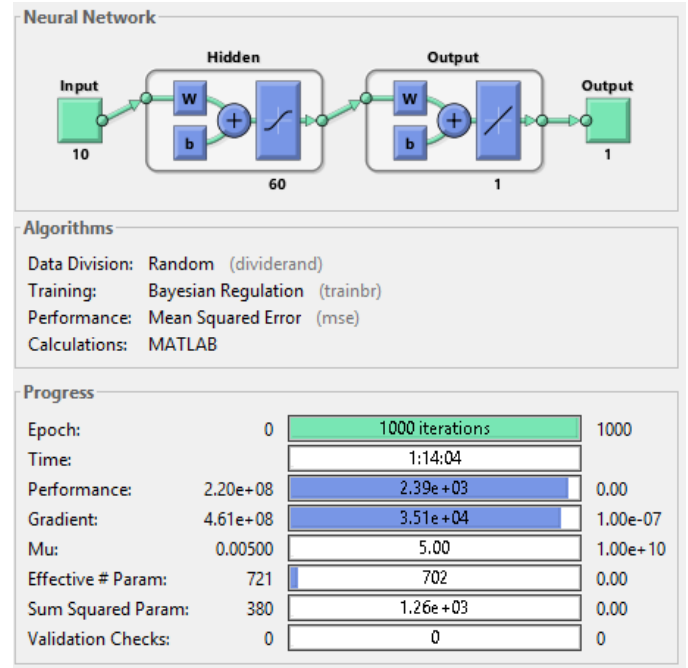 Neural Network
Hidden Output
Input Output
W W
+ +
b b
10 1
60 1
Algorithms
Data Division: Random (dividerand)
Training: Bayesian Regulation (trainbr)
Performance: Mean Squared Error (mse)
Calculations: MATLAB
Progress
Epoch: 0 1000 iterations 1000
Time: 1:14:04
Performance: 2.20e+08 2.39e+03 0.00
Gradient: 4.61e+08 3.51e+04 1.00e-07
Mu: 0.00500 5.00 1.00e+10
Effective # Param: 721 702 0.00
Sum Squared Param: 380 1.26e+03 0.00
Validation Checks: 0 0 0